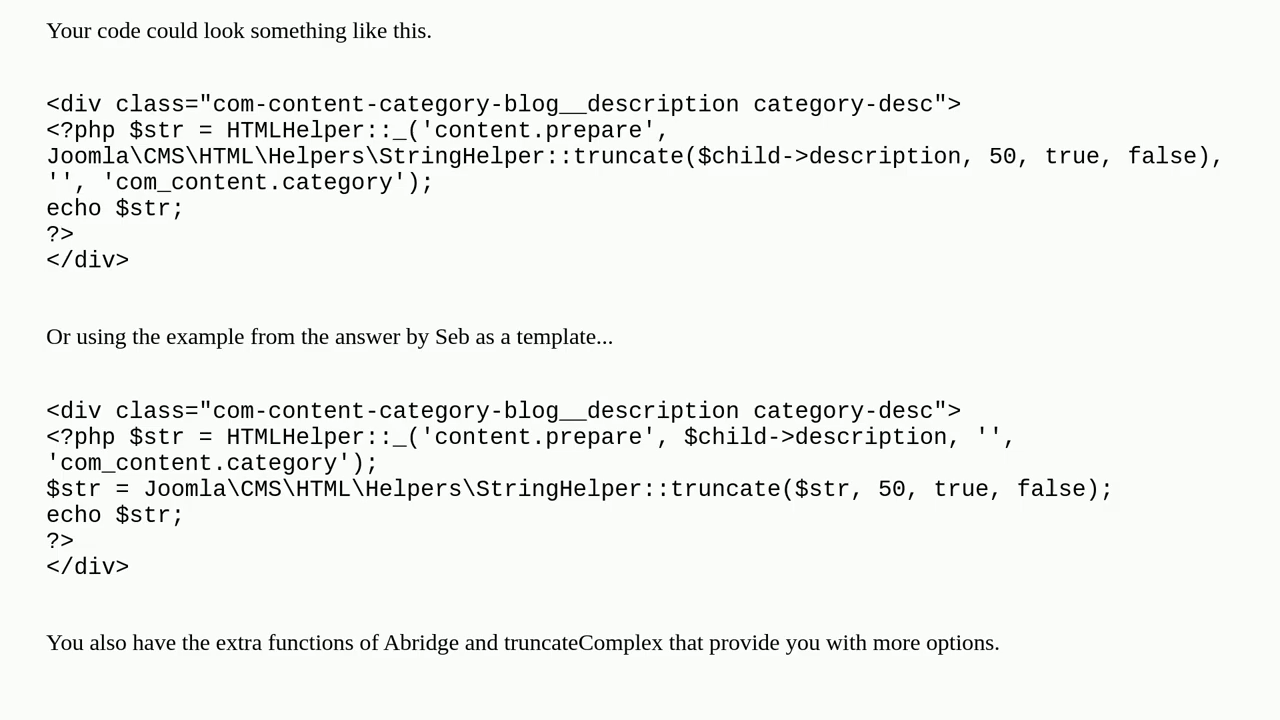 Your code could look something like this.
<div class="com-content-category-blog__description category-desc">
<?php $str = HTMLHelper::_('content.prepare',
Joomla\CMS\HTML\Helpers\StringHelper::truncate($child->description, 50, true, false),
'', 'com_content.category');
echo $str;
?>
</div>
Or using the example from the answer by Seb as a template...
<div class="com-content-category-blog__description category-desc">
<?php $str = HTMLHelper::_('content.prepare', $child->description, '',
'com_content.category');
$str = Joomla\CMS\HTML\Helpers\StringHelper::truncate($str, 50, true, false);
echo $str;
?>
</div>
You also have the extra functions of Abridge and truncateComplex that provide you with more options.